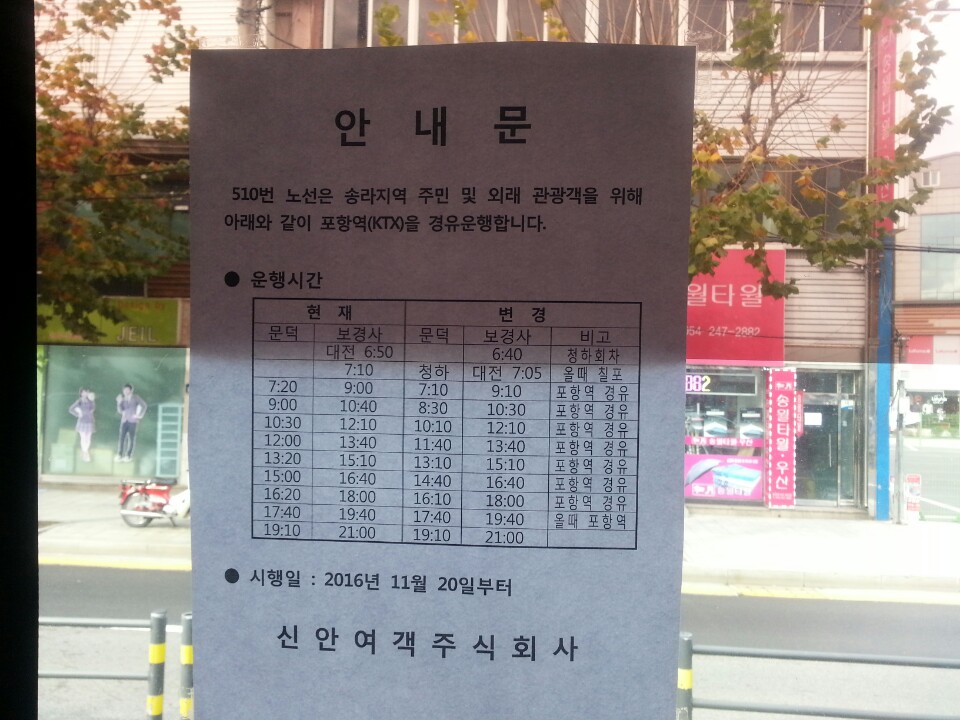 안 내 문
510번 노선은 송라지역 주민 및 외래 관광객을 위해
아래와 같이 포항역(KTX)을 경유운행합니다.
● 운행시간
현 재 변 경
문덕 보경사 문덕 보경사 비고
대전 6:50 6:40 청하회차
7:10 청하 대전 7:05 올때 칠포
7:20 9:00 7:10 9:10 포항역 경유
9:00 10:40 8:30 10:30 포항역 경유
10:30 12:10 10:10 12:10 포항역 경유
12:00 13:40 11:40 13:40 포항역 경유
13:20 15:10 13:10 15:10 포항역 경유
15:00 16:40 14:40 16:40 포항역 경유
16:20 18:00 16:10 18:00 포항역 경유
17:40 19:40 17:40 19:40 올때 포항역
19:10 21:00 19:10 21:00
● 시행일 : 2016년 11월 20일부터
신안여객주식회사
JEIL
월타월
247-2882
송월타월·우산